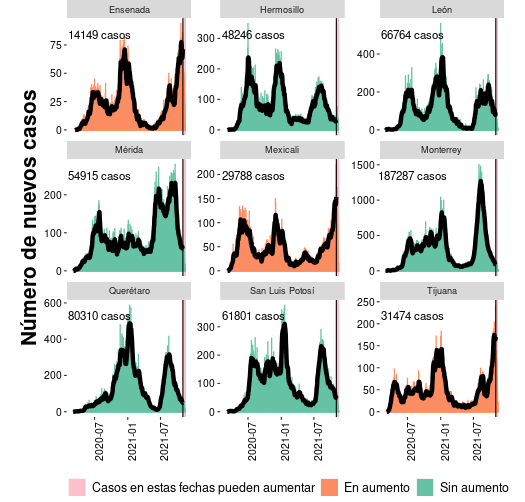 Número de nuevos casos
Ensenada
14149 casos
75
50
25
0
Hermosillo
48246 casos
300
200
100
0
León
66764 casos
400
200
0
Mérida
54915 casos
200
100
0
Mexicali
29788 casos
200
150
100
50
0
Monterrey
187287 casos
1500
1000
500
0
Querétaro
80310 casos
600
400
200
0
2020-07
2021-01
2021-07
San Luis Potosí
61801 casos
300
200
100
0
2020-07
2021-01
2021-07
Tijuana
31474 casos
250
200
150
100
50
0
2020-07
2021-01
2021-07
Casos en estas fechas pueden aumentar
En aumento
Sin aumento